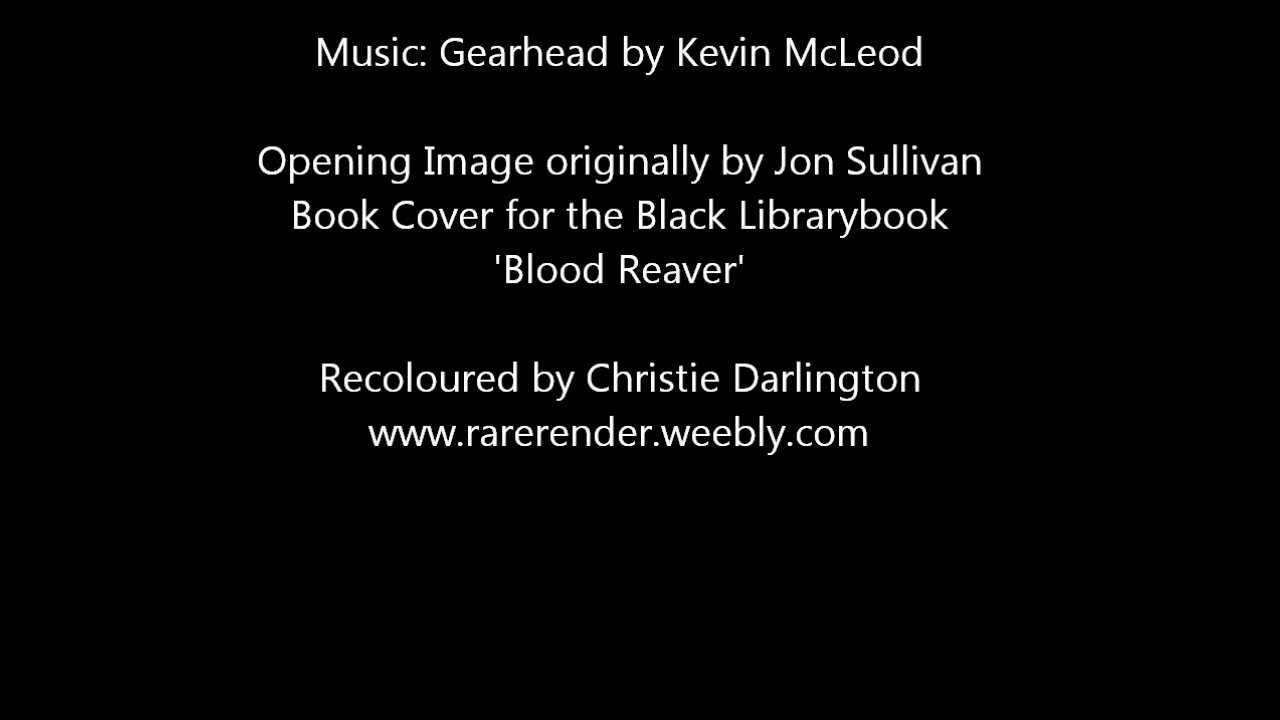 Music: Gearhead by Kevin McLeod
Opening Image originally by Jon Sullivan
Book Cover for the Black Librarybook
'Blood Reaver'
Recoloured by Christie Darlington
www.rarerender.weebly.com